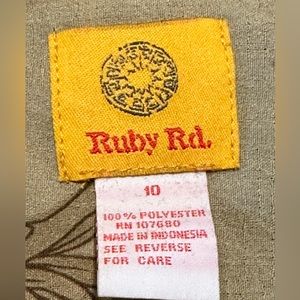 Ruby Rd.
10
100% POLYESTER
RN 107680
MADE IN INDONESIA
SEE REVERSE
FOR CARE